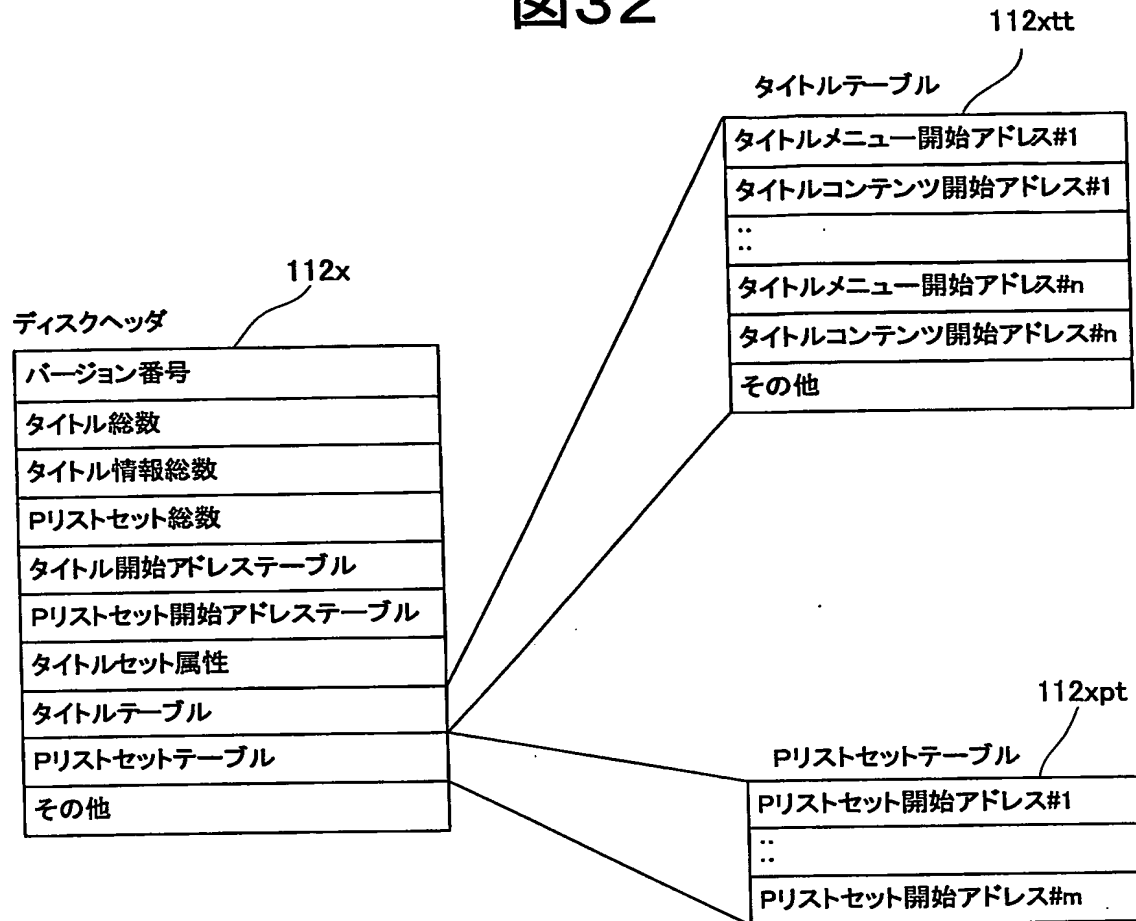 図32
112xtt
タイトルテーブル
タイトルメニュー開始アドレス#1
タイトルコンテンツ開始アドレス#1
::
タイトルメニュー開始アドレス#n
タイトルコンテンツ開始アドレス#n
その他
112x
ディスクヘッダ
バージョン番号
タイトル総数
タイトル情報総数
Pリストセット総数
タイトル開始アドレステーブル
Pリストセット開始アドレステーブル
タイトルセット属性
タイトルテーブル
Pリストセットテーブル
その他
112xpt
Pリストセットテーブル
Pリストセット開始アドレス#1
::
Pリストセット開始アドレス#m